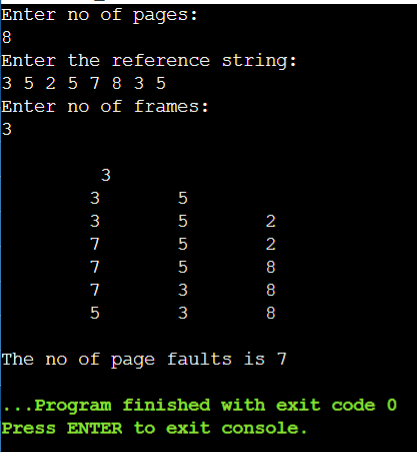 Enter no of pages:
8
Enter the reference string:
3 5 2 5 7 8 3 5
Enter no of frames:
3
3
3 5
3 5 2
7 5 2
7 5 8
7 3 8
5 3 8
The no of page faults is 7
...Program finished with exit code 0
Press ENTER to exit console.